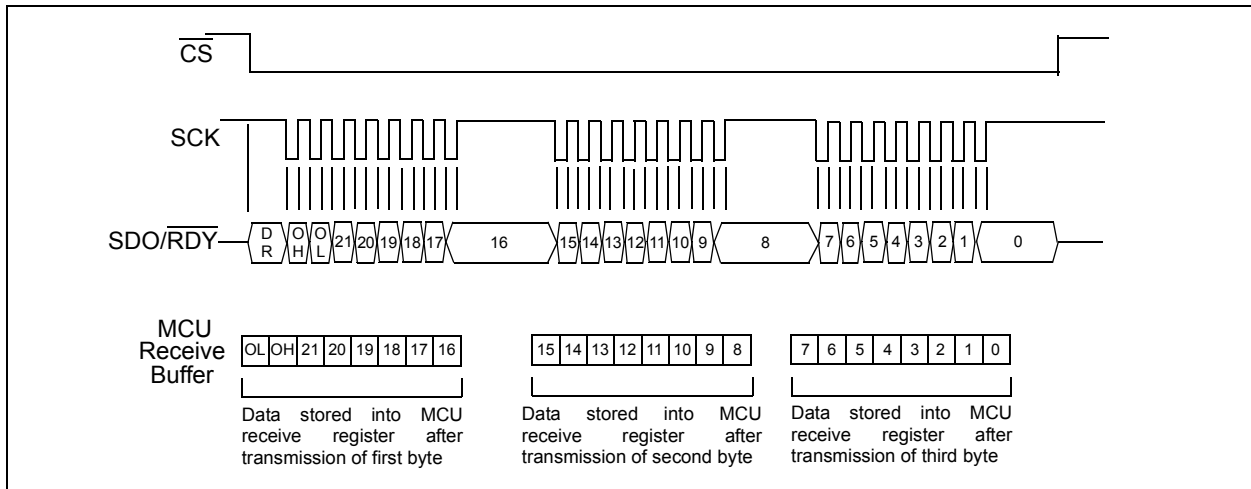 CS
SCK
SDO/RDY
DR OH OL 21 20 19 18 17 16 15 14 13 12 11 10 9 8 7 6 5 4 3 2 1 0
MCU
Receive
Buffer
OL OH 21 20 19 18 17 16
15 14 13 12 11 10 9 8
7 6 5 4 3 2 1 0
Data stored into MCU
receive register after
transmission of first byte
Data stored into MCU
receive register after
transmission of second byte
Data stored into MCU
receive register after
transmission of third byte